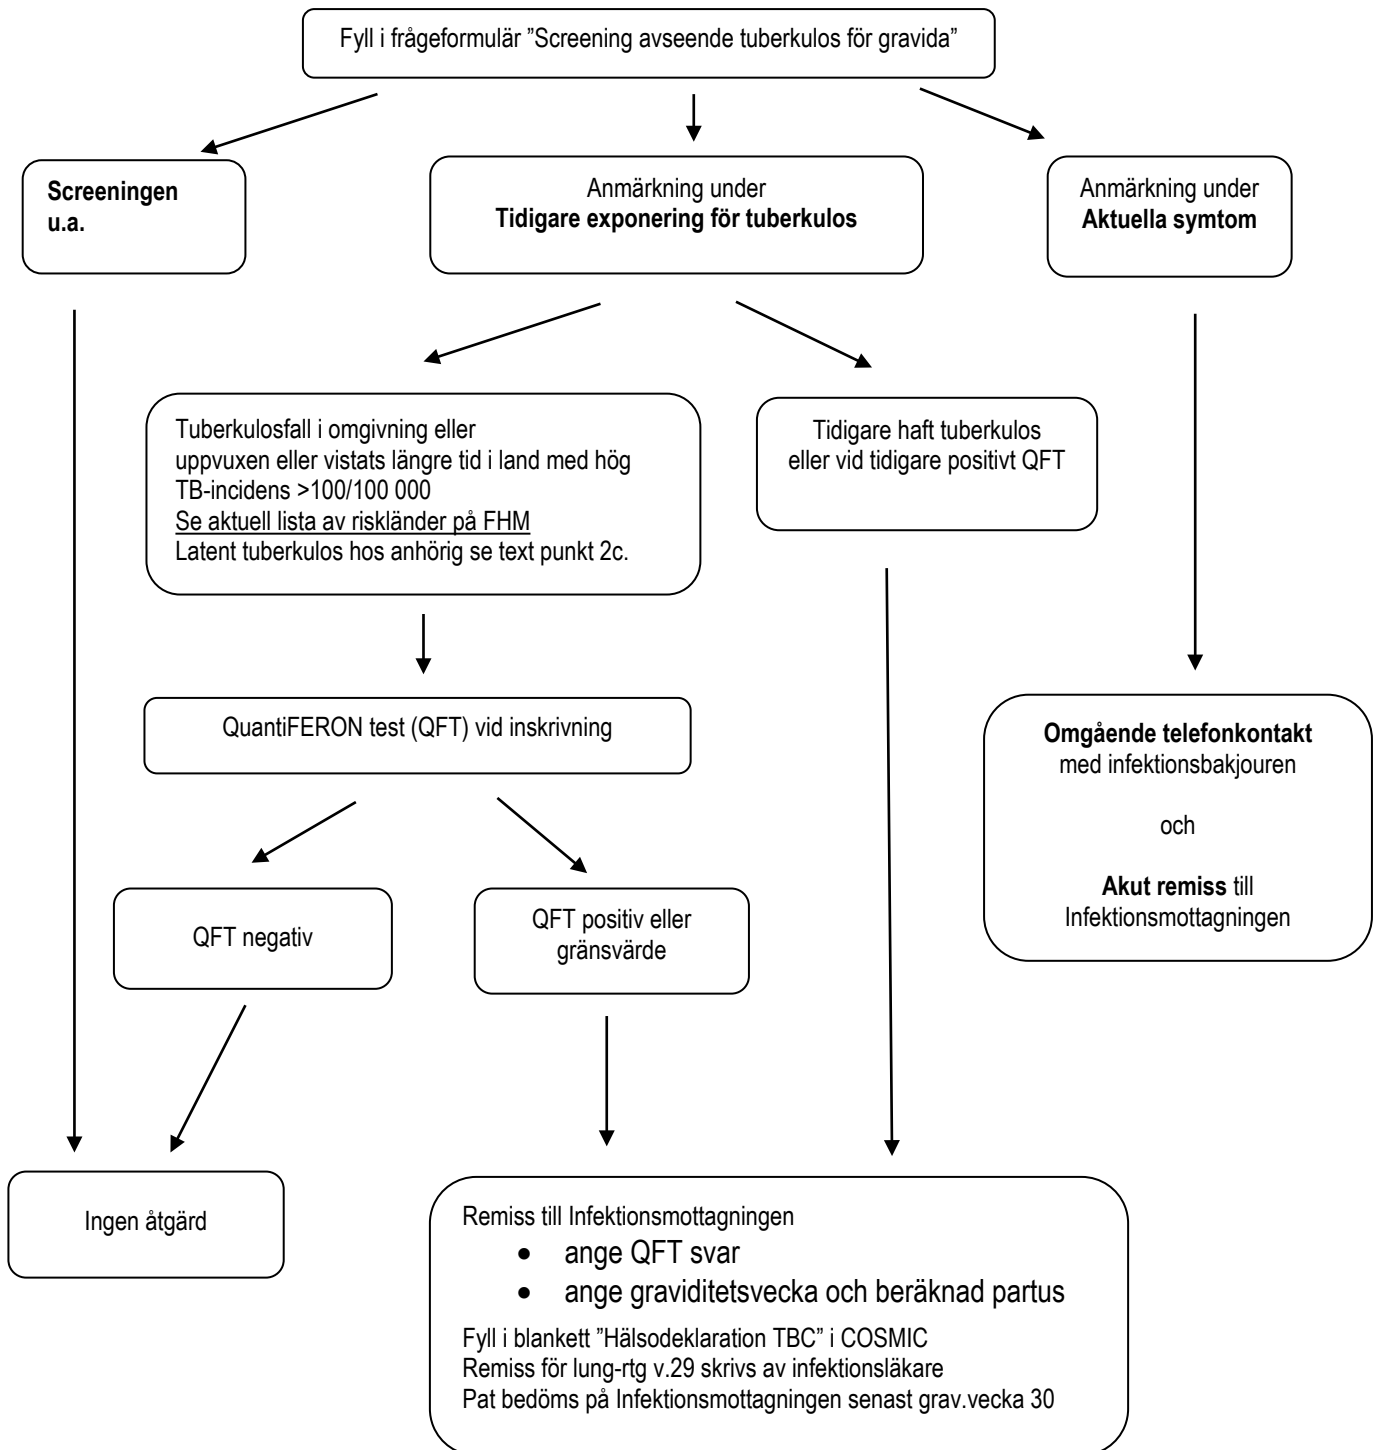 Fyll i frågeformulär ”Screening avseende tuberkulos för gravida”
Screeningen
u.a.
Anmärkning under
Tidigare exponering för tuberkulos
Anmärkning under
Aktuella symtom
Tuberkulosfall i omgivning eller
uppvuxen eller vistats längre tid i land med hög
TB-incidens >100/100 000
Se aktuell lista av riskländer på FHM
Latent tuberkulos hos anhörig se text punkt 2c.
Tidigare haft tuberkulos
eller vid tidigare positivt QFT
QuantiFERON test (QFT) vid inskrivning
Omgående telefonkontakt
med infektionsbakjouren
och
Akut remiss till
Infektionsmottagningen
QFT negativ
QFT positiv eller
gränsvärde
Ingen åtgärd
Remiss till Infektionsmottagningen
• ange QFT svar
• ange graviditetsvecka och beräknad partus
Fyll i blankett ”Hälsodeklaration TBC” i COSMIC
Remiss för lung-rtg v.29 skrivs av infektionsläkare
Pat bedöms på Infektionsmottagningen senast grav.vecka 30